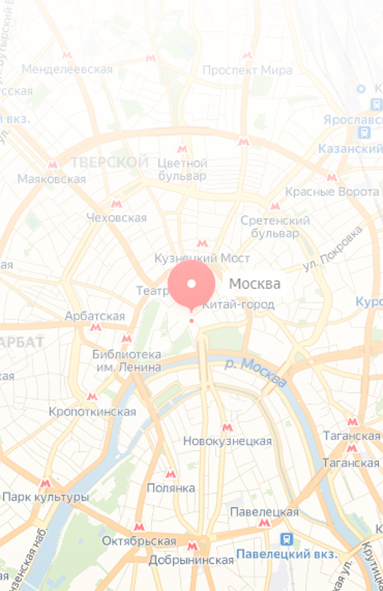 Менделеевская
Проспект Мира
Ярославск
Казанский
вкз.
ТВЕРСКОЙ
Цветной
бульвар
Маяковская
Красные Ворота
Чеховская
Сретенский
бульвар
ул. Покровка
Кузнецкий Мост
Москва
Театр
Китай-город
Курс
Арбатская
АРБАТ
Библиотека
им. Ленина
р. Москва
Кропоткинская
Новокузнецкая
Таганская
Таганская
Полянка
Парк культуры
Павелецкая
Октябрьская
Добрынинская
Павелецкий вкз.